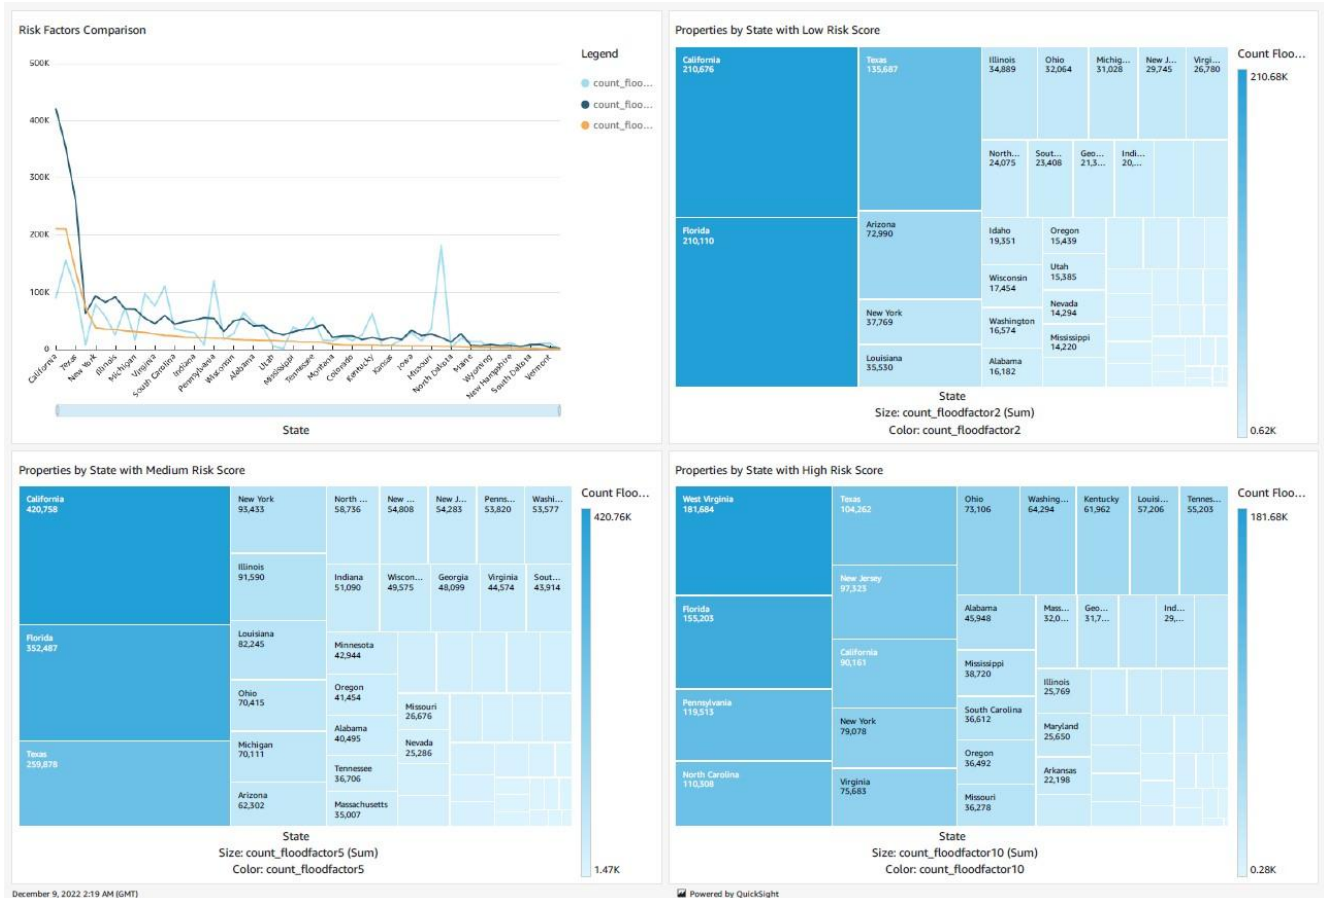 Risk Factors Comparison
500K
400K
300K
200K
100K
0
California
Texas
New York
Illinois
Michigan
Virginia
South Carolina
Indiana
Pennsylvania
Wisconsin
Alabama
Utah
Mississippi
Tennessee
Montana
Colorado
Kentucky
Kansas
Iowa
Missouri
North Dakota
Maine
Wyoming
New Hampshire
South Dakota
Vermont
State
Legend
count_floo...
count_floo...
count_floo...
Properties by State with Low Risk Score
California
210,676
Florida
210,110
Texas
135,687
Arizona
72,990
New York
37,769
Louisiana
35,530
Illinois
34,889
Ohio
32,064
Michig...
31,028
New J...
29,745
Virgi...
26,780
North...
24,075
Sout...
23,408
Geo...
21,3...
Indi...
20,...
Idaho
19,351
Wisconsin
17,454
Washington
16,574
Alabama
16,182
Oregon
15,439
Utah
15,385
Nevada
14,294
Mississippi
14,220
State
Size: count_floodfactor2 (Sum)
Color: count_floodfactor2
Count Floo...
210.68K
0.62K
Properties by State with Medium Risk Score
California
420,758
Florida
352,487
Texas
259,878
New York
93,433
Illinois
91,590
Louisiana
82,245
Ohio
70,415
Michigan
70,111
Arizona
62,302
North ...
58,736
New ...
54,808
New J...
54,283
Penns...
53,820
Washi...
53,577
Indiana
51,090
Wiscon...
49,575
Georgia
48,099
Virginia
44,574
Sout...
43,914
Minnesota
42,944
Oregon
41,454
Alabama
40,495
Tennessee
36,706
Massachusetts
35,007
Missouri
26,676
Nevada
25,286
State
Size: count_floodfactor5 (Sum)
Color: count_floodfactor5
Count Floo...
420.76K
1.47K
Properties by State with High Risk Score
West Virginia
181,684
Florida
155,203
Pennsylvania
119,513
North Carolina
110,308
Texas
104,262
New Jersey
97,323
California
90,161
New York
79,078
Virginia
75,683
Ohio
73,106
Washing...
64,294
Kentucky
61,962
Louisi...
57,206
Tennes...
55,203
Alabama
45,948
Mass...
32,0...
Geo...
31,7...
Ind...
29,...
Mississippi
38,720
South Carolina
36,612
Oregon
36,492
Missouri
36,278
Illinois
25,769
Maryland
25,650
Arkansas
22,198
State
Size: count_floodfactor10 (Sum)
Color: count_floodfactor10
Count Floo...
181.68K
0.28K
December 9, 2022 2:19 AM (GMT)
Powered by QuickSight